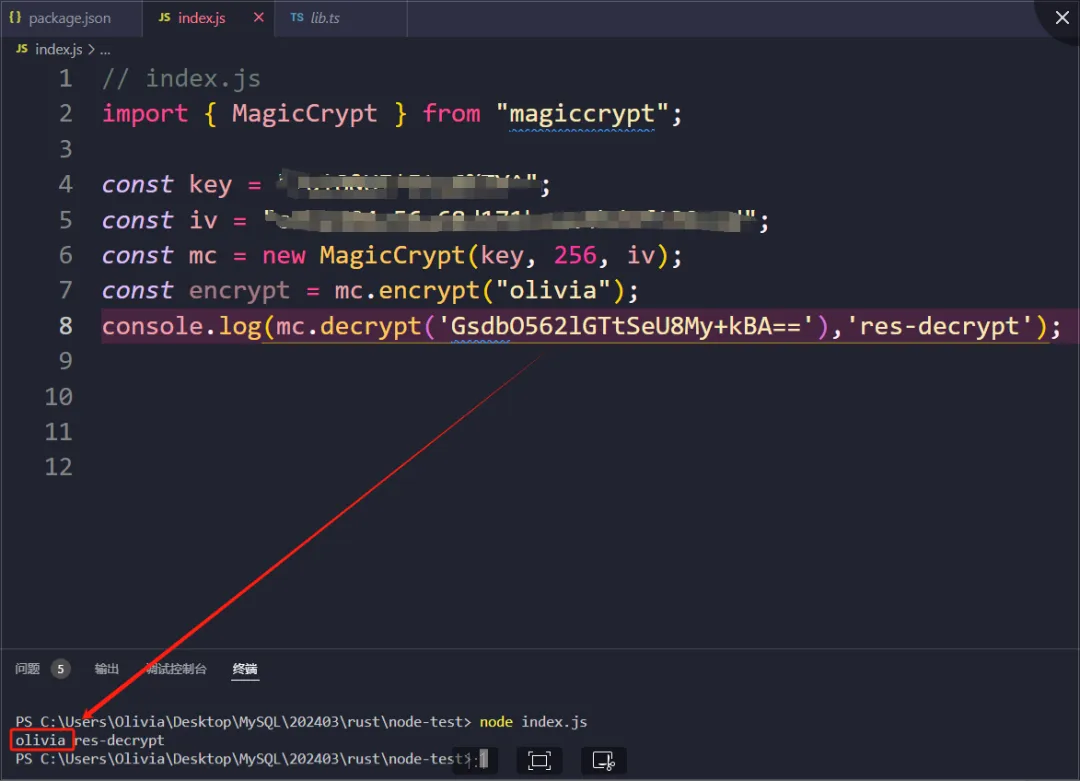 {} package.json JS index.js × TS lib.ts
JS index.js > ...
1 // index.js
2 import { MagicCrypt } from "magiccrypt";
3
4 const key = ";
5 const iv = " ";
6 const mc = new MagicCrypt(key, 256, iv);
7 const encrypt = mc.encrypt("olivia");
8 console.log(mc.decrypt('GsdbO562lGTtSeU8My+kBA=='),'res-decrypt');
9
10
11
12
问题 5 输出 调试控制台 终端
PS C:\Users\Olivia\Desktop\MySQL\202403\rust\node-test> node index.js
olivia res-decrypt
PS C:\Users\Olivia\Desktop\MySQL\202403\rust\node-test>